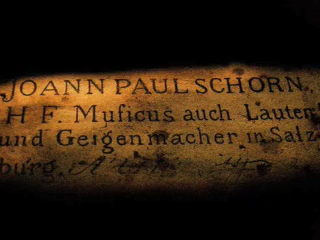 JOANN PAUL SCHORN,
H F. Muſicus auch Lauten-
und Geigenmacher in Salz-
burg. A